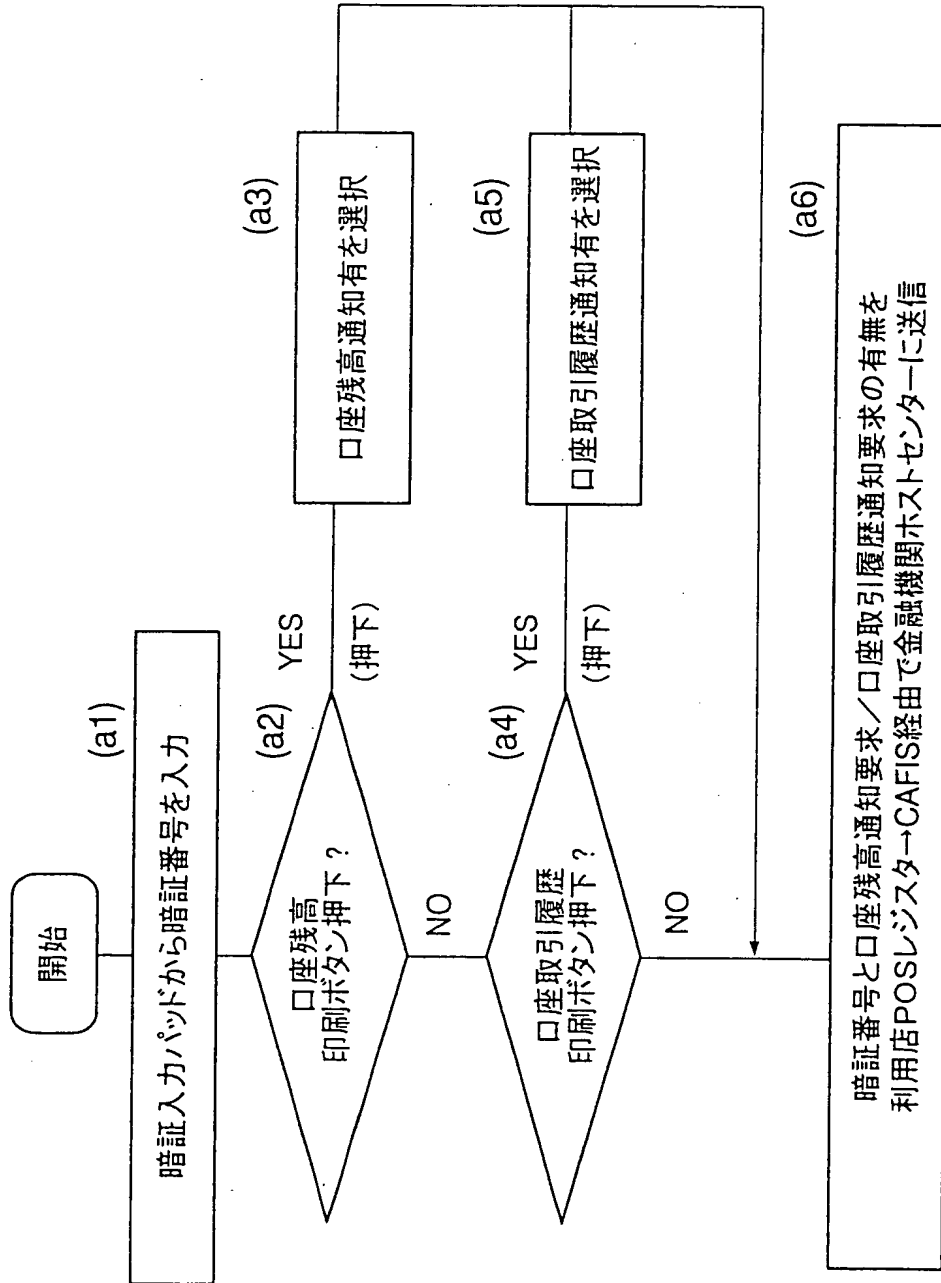 開始
(a1)
暗証入力パッドから暗証番号を入力
(a2)
口座残高
印刷ボタン押下？
YES
(押下)
NO
(a3)
口座残高通知有を選択
(a4)
口座取引履歴
印刷ボタン押下？
YES
(押下)
NO
(a5)
口座取引履歴通知有を選択
(a6)
暗証番号と口座残高通知要求／口座取引履歴通知要求の有無を
利用店POSレジスター→CAFIS経由で金融機関ホストセンターに送信